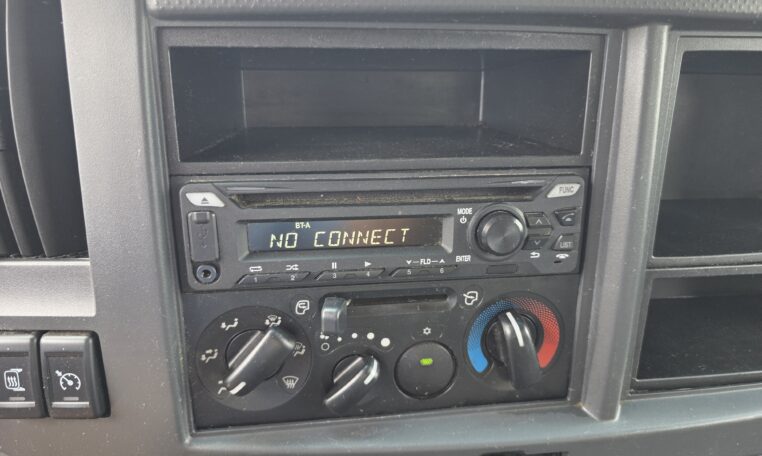 FUNC
BT-A
NO CONNECT
MODE
LIST
FLD
ENTER
1 2 3 4 5 6